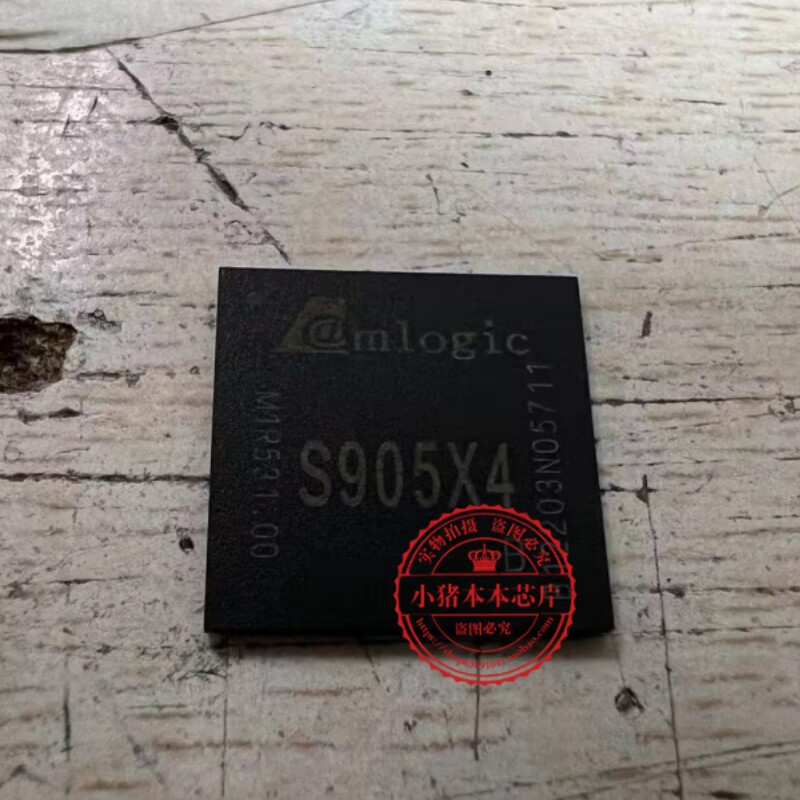 @mlogic
M1R531.00
S905X4
B
实物拍摄 盗图必究
小猪本本芯片
盗图必究